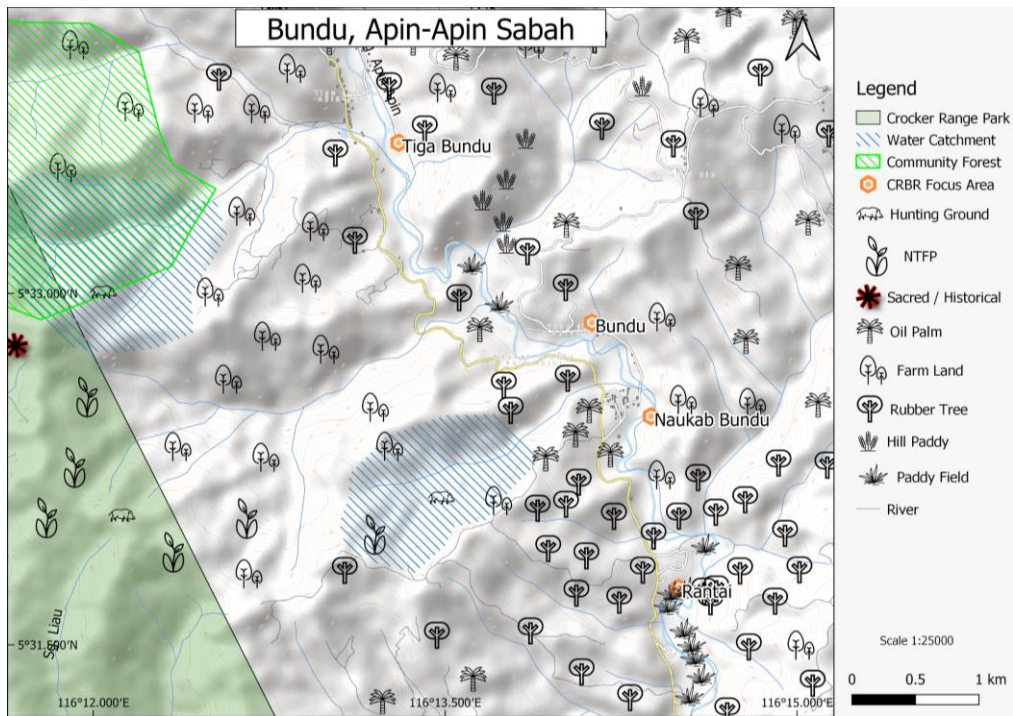 Bundu, Apin-Apin Sabah
Apin
Tiga Bundu
5°33.000'N
Bundu
Naukab Bundu
Rantai
Liau
5°31.500'N
116°12.000'E
116°13.500'E
116°15.000'E
Legend
Crocker Range Park
Water Catchment
Community Forest
CRBR Focus Area
Hunting Ground
NTFP
Sacred / Historical
Oil Palm
Farm Land
Rubber Tree
Hill Paddy
Paddy Field
River
Scale 1:25000
0 0.5 1 km